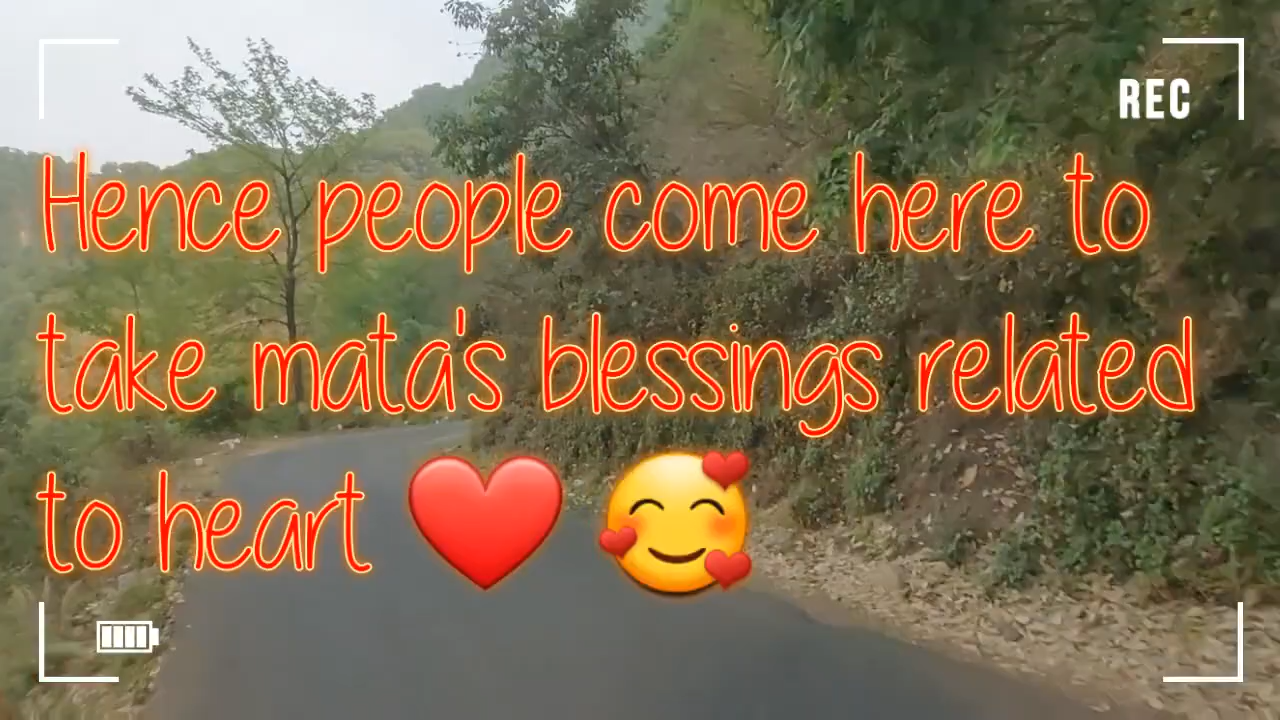 REC
Hence people come here to
take mata's blessings related
to heart ❤️ 🥰